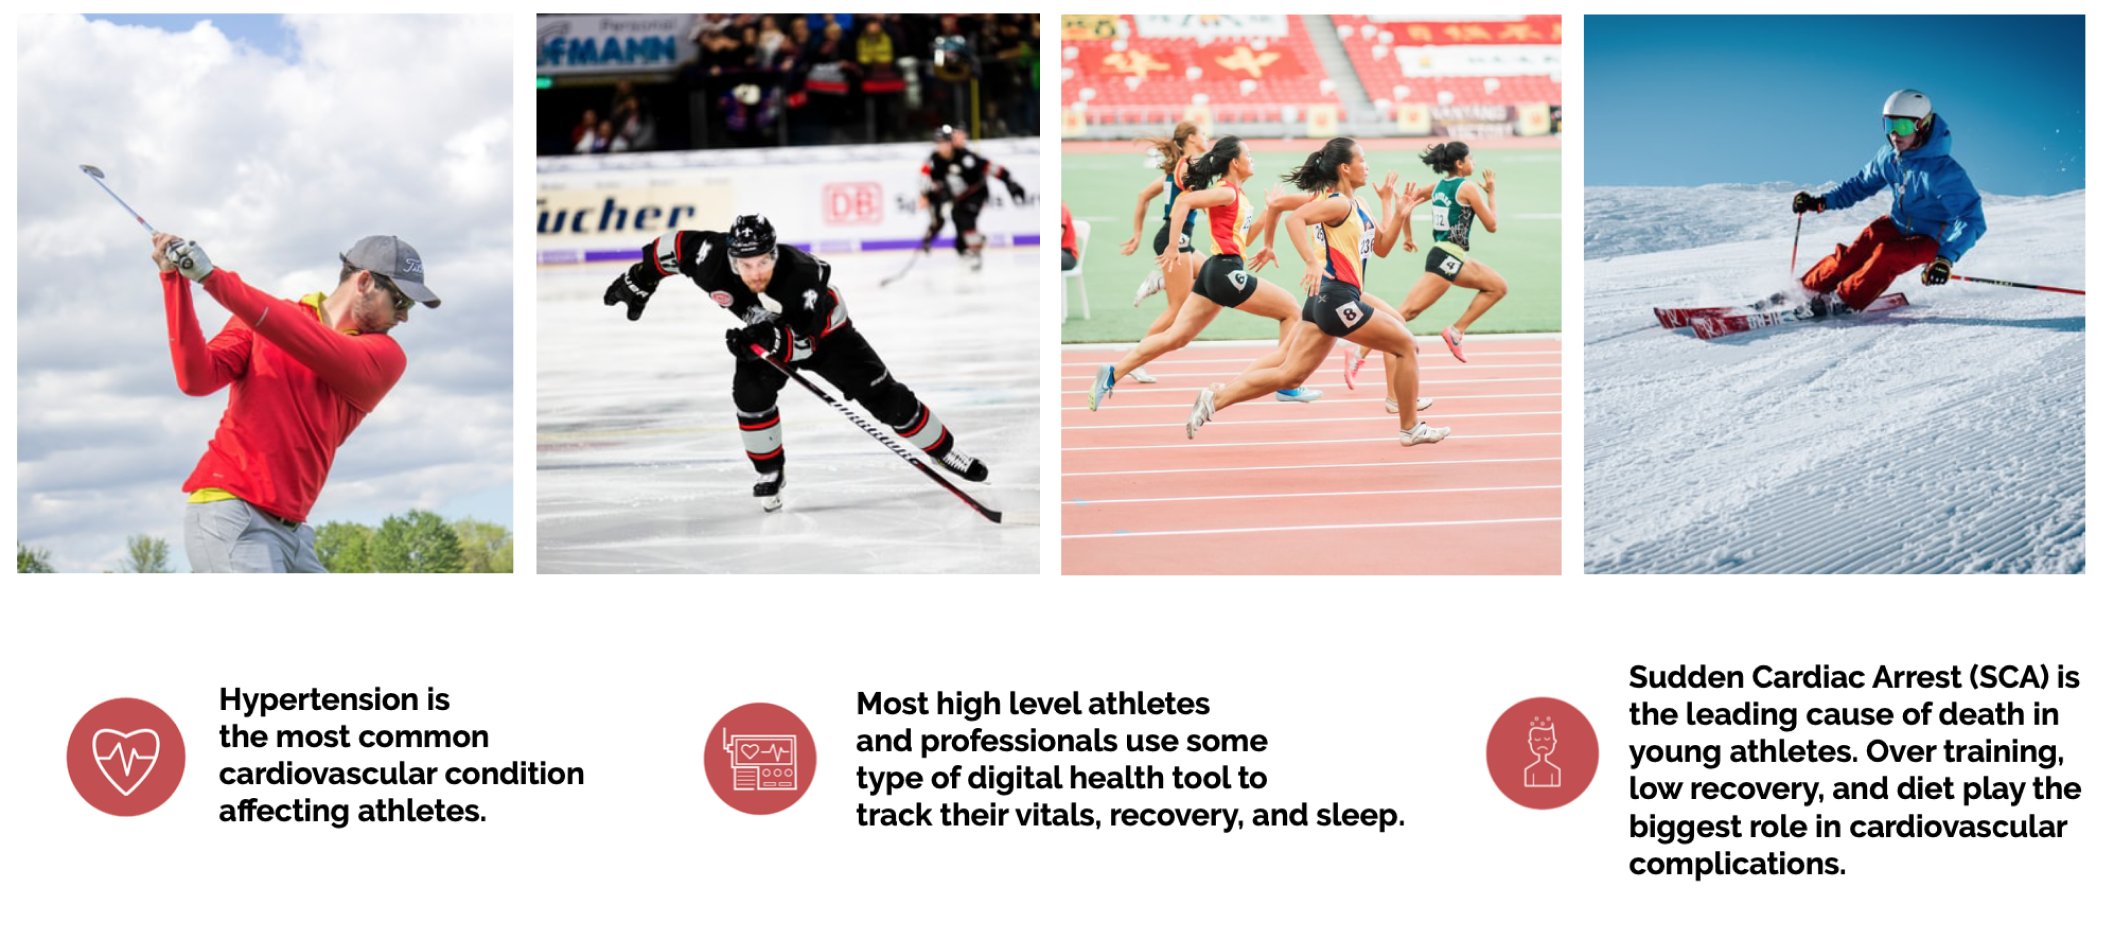 Personal
FMANN
ucher
DB
8
6
4
Hypertension is
the most common
cardiovascular condition
affecting athletes.
Most high level athletes
and professionals use some
type of digital health tool to
track their vitals, recovery, and sleep.
Sudden Cardiac Arrest (SCA) is
the leading cause of death in
young athletes. Over training,
low recovery, and diet play the
biggest role in cardiovascular
complications.